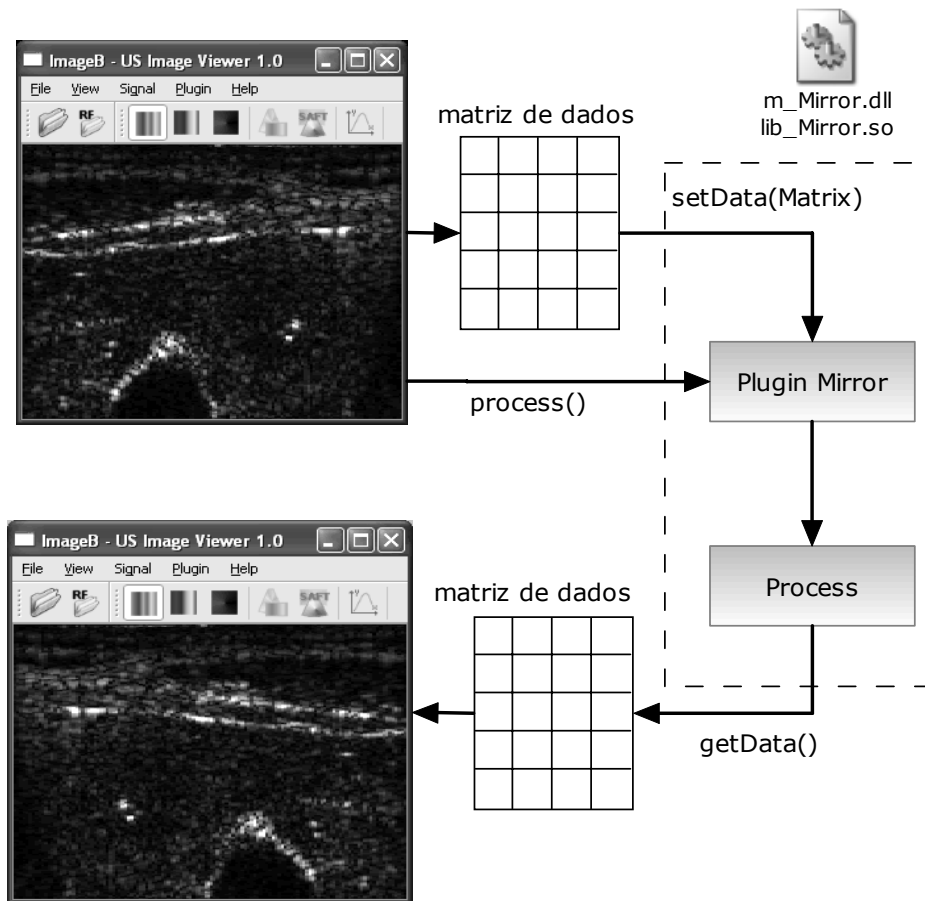 ImageB - US Image Viewer 1.0
File View Signal Plugin Help
RF
SAFT
y
x
matriz de dados
m_Mirror.dll
lib_Mirror.so
setData(Matrix)
Plugin Mirror
process()
Process
ImageB - US Image Viewer 1.0
File View Signal Plugin Help
RF
SAFT
y
x
matriz de dados
getData()